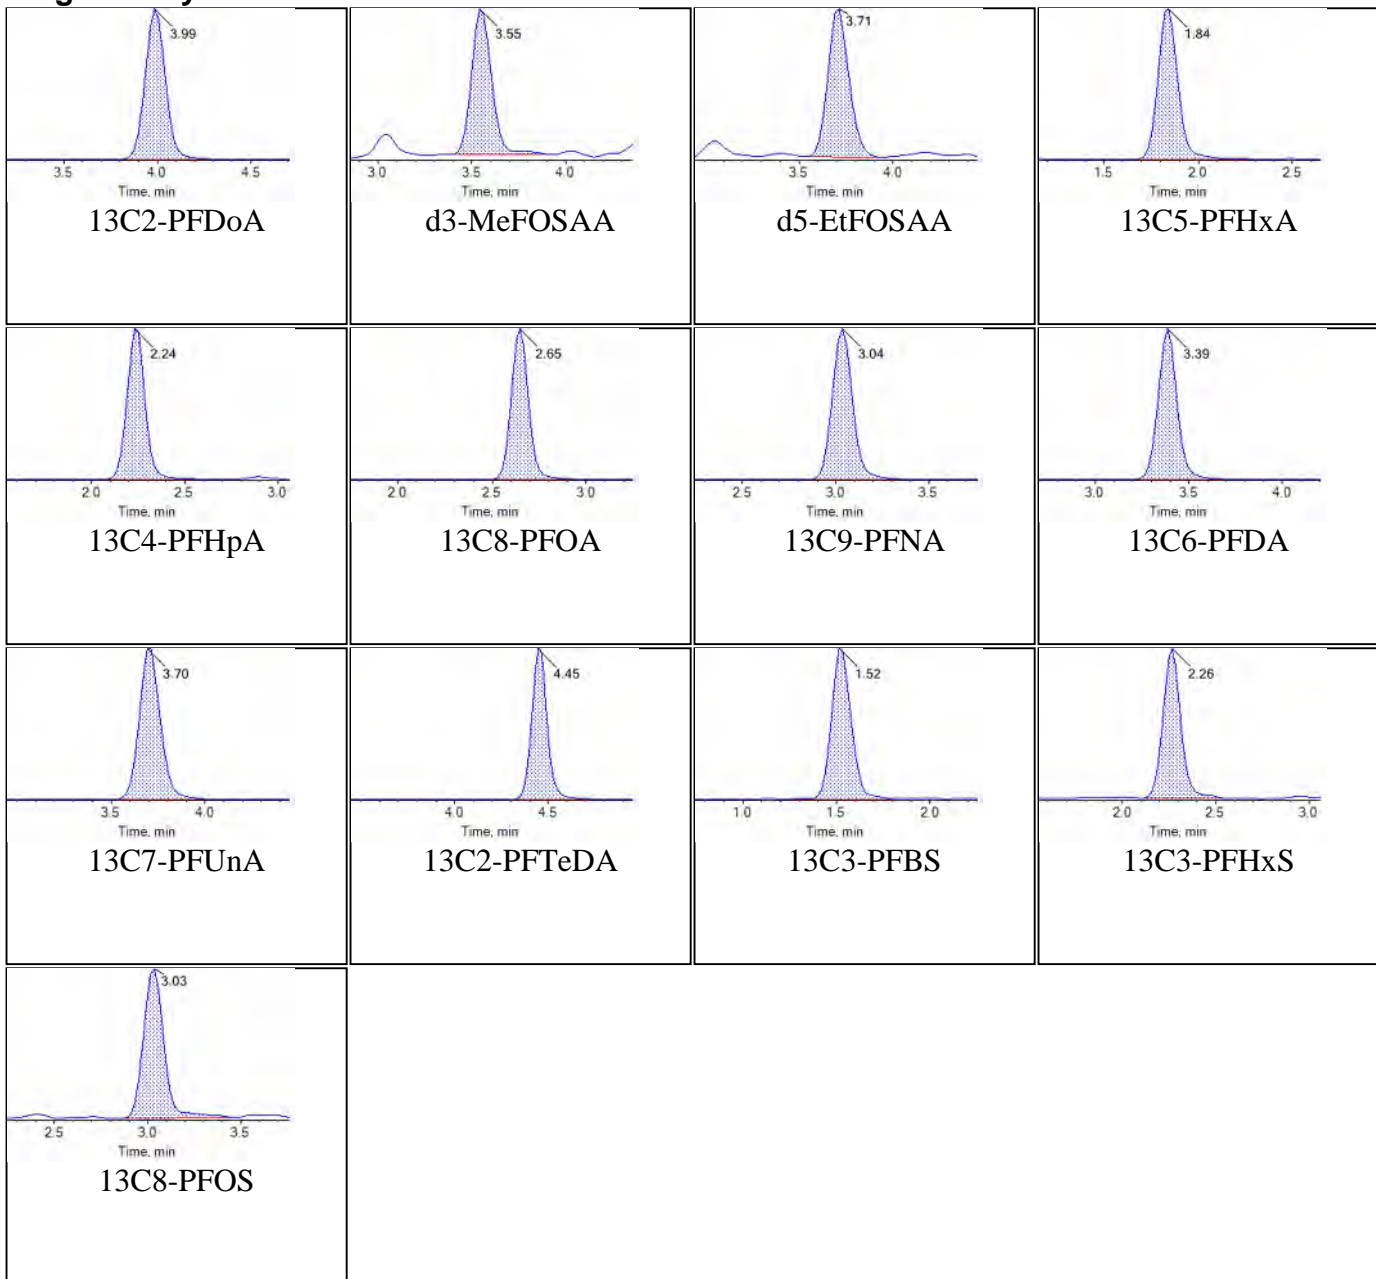 3.99
3.5 4.0 4.5
Time, min
13C2-PFDoA
3.55
3.0 3.5 4.0
Time, min
d3-MeFOSAA
3.71
3.5 4.0
Time, min
d5-EtFOSAA
1.84
1.5 2.0 2.5
Time, min
13C5-PFHxA
2.24
2.0 2.5 3.0
Time, min
13C4-PFHpA
2.65
2.0 2.5 3.0
Time, min
13C8-PFOA
3.04
2.5 3.0 3.5
Time, min
13C9-PFNA
3.39
3.0 3.5 4.0
Time, min
13C6-PFDA
3.70
3.5 4.0
Time, min
13C7-PFUnA
4.45
4.0 4.5
Time, min
13C2-PFTeDA
1.52
1.0 1.5 2.0
Time, min
13C3-PFBS
2.26
2.0 2.5 3.0
Time, min
13C3-PFHxS
3.03
2.5 3.0 3.5
Time, min
13C8-PFOS